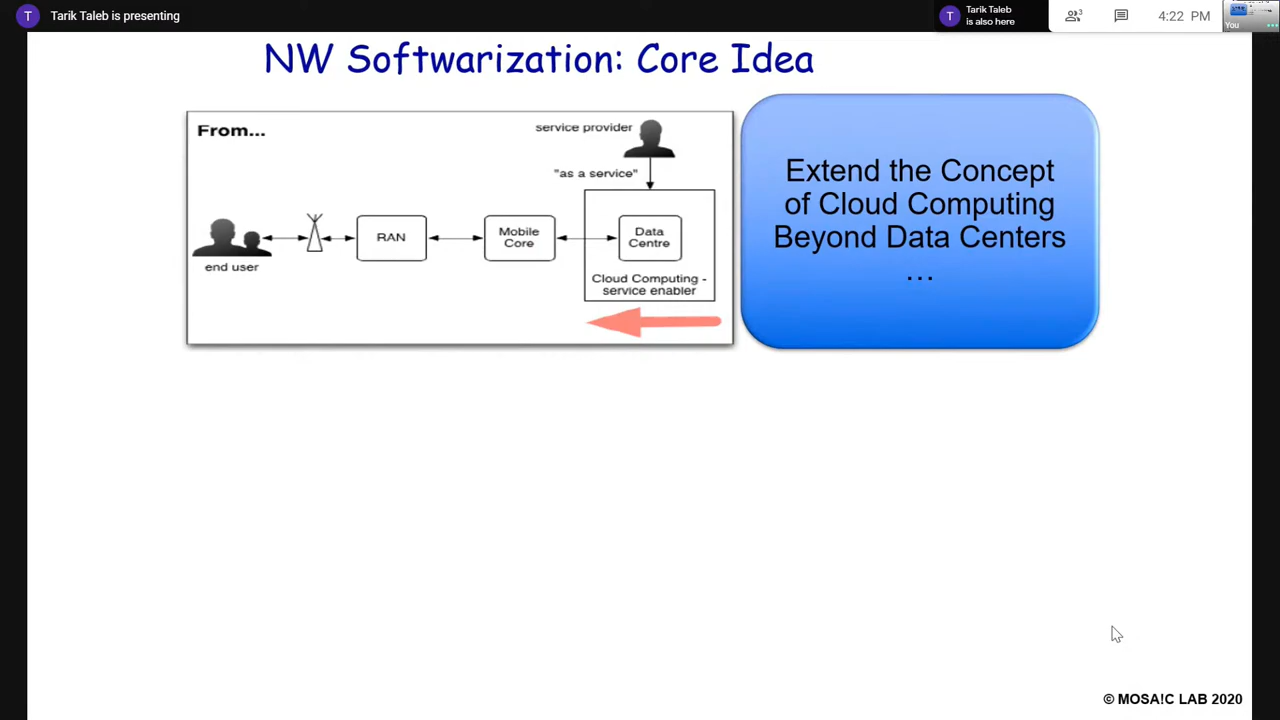 T Tarik Taleb is presenting
T Tarik Taleb
is also here
3
4:22 PM
You
NW Softwarization: Core Idea
From...
service provider
"as a service"
RAN
Mobile
Core
Data
Centre
end user
Cloud Computing -
service enabler
Extend the Concept
of Cloud Computing
Beyond Data Centers
...
© MOSA!C LAB 2020